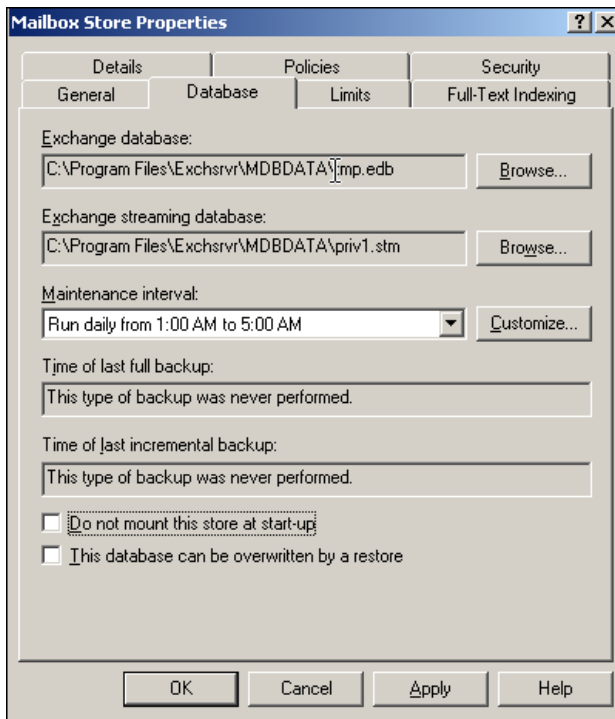 Mailbox Store Properties
Details Policies Security
General Database Limits Full-Text Indexing
Exchange database:
C:\Program Files\Exchsrvr\MDBDATA\tmp.edb Browse...
Exchange streaming database:
C:\Program Files\Exchsrvr\MDBDATA\priv1.stm Browse...
Maintenance interval:
Run daily from 1:00 AM to 5:00 AM Customize...
Time of last full backup:
This type of backup was never performed.
Time of last incremental backup:
This type of backup was never performed.
Do not mount this store at start-up
This database can be overwritten by a restore
OK Cancel Apply Help